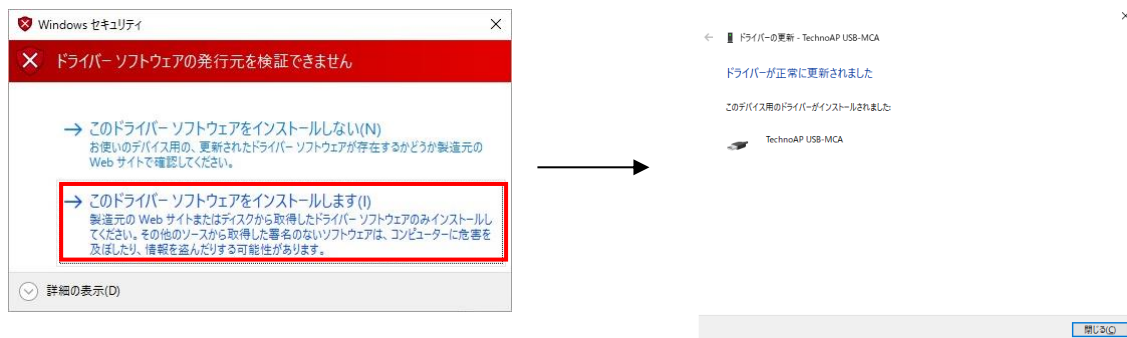 Windows セキュリティ
ドライバー ソフトウェアの発行元を検証できません
このドライバー ソフトウェアをインストールしない(N)
お使いのデバイス用の、更新されたドライバー ソフトウェアが存在するかどうか製造元の
Web サイトで確認してください。
このドライバー ソフトウェアをインストールします(I)
製造元の Web サイトまたはディスクから取得したドライバー ソフトウェアのみインストールし
てください。その他のソースから取得した署名のないソフトウェアは、コンピューターに危害を
及ぼしたり、情報を盗んだりする可能性があります。
詳細の表示(D)
ドライバーの更新 - TechnoAP USB-MCA
ドライバーが正常に更新されました
このデバイス用のドライバーがインストールされました:
TechnoAP USB-MCA
閉じる(C)